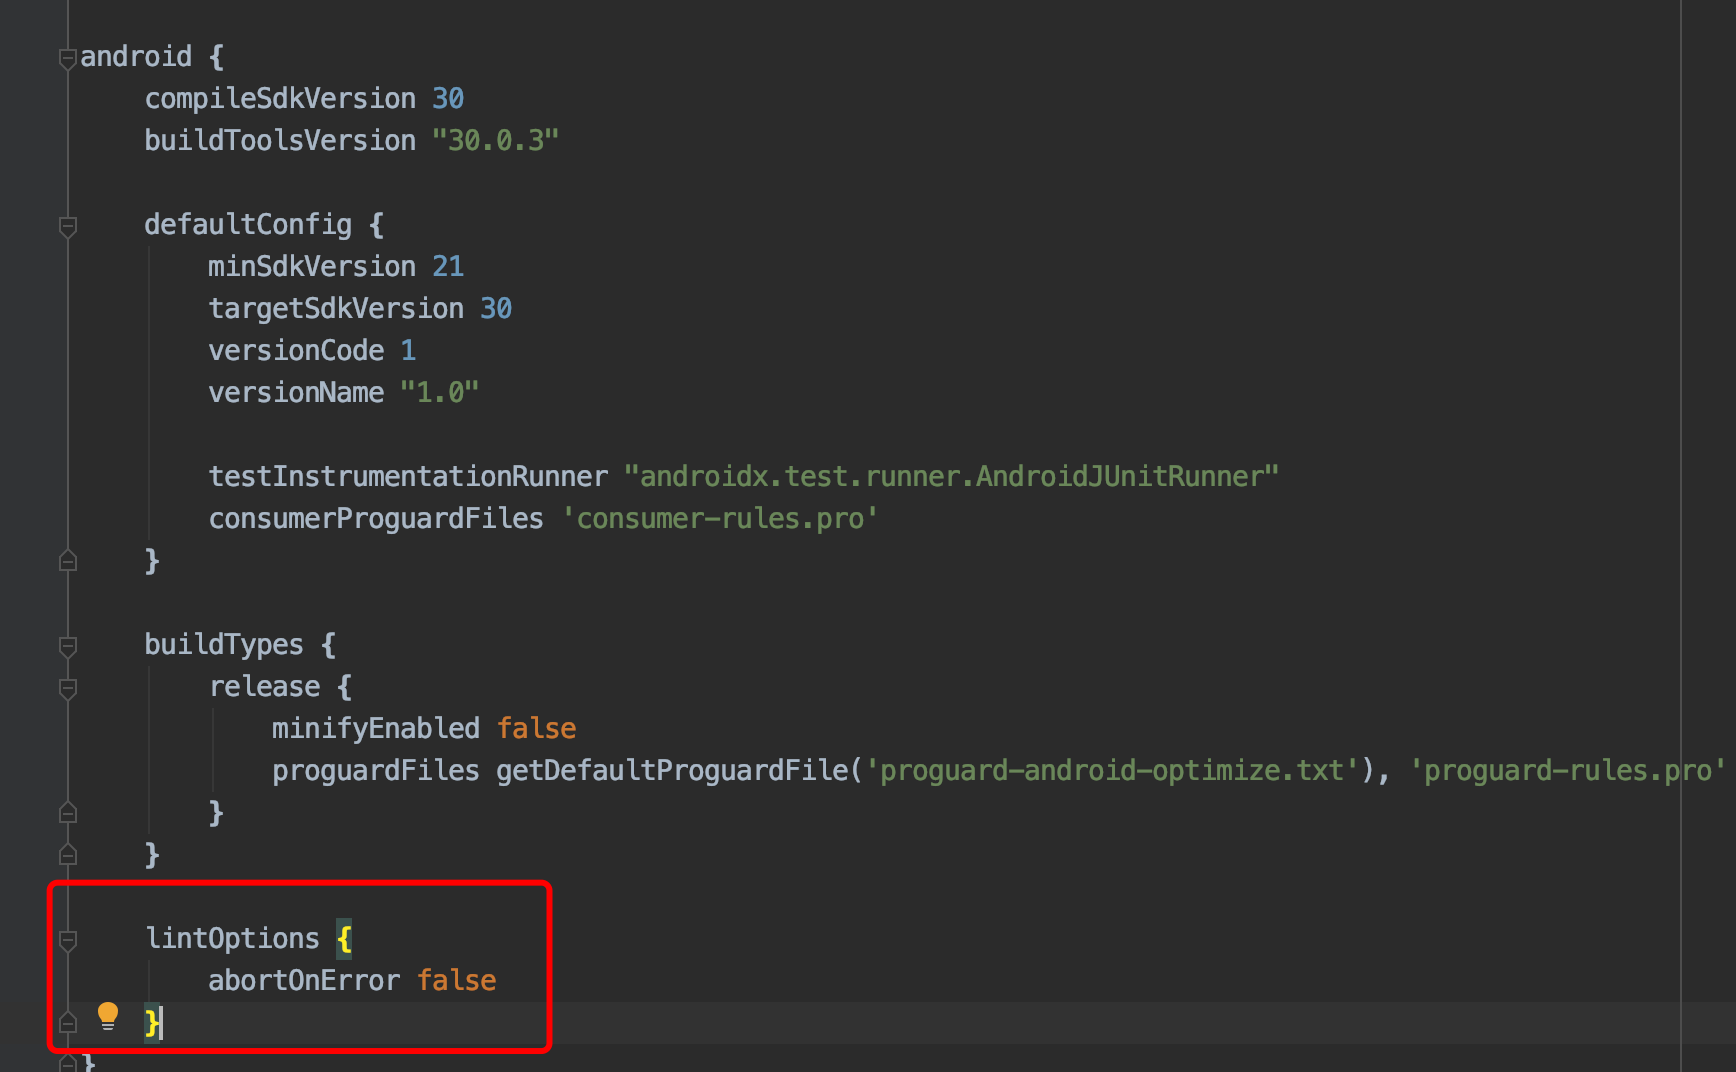 android {
    compileSdkVersion 30
    buildToolsVersion "30.0.3"
    defaultConfig {
        minSdkVersion 21
        targetSdkVersion 30
        versionCode 1
        versionName "1.0"
        testInstrumentationRunner "androidx.test.runner.AndroidJUnitRunner"
        consumerProguardFiles 'consumer-rules.pro'
    }
    buildTypes {
        release {
            minifyEnabled false
            proguardFiles getDefaultProguardFile('proguard-android-optimize.txt'), 'proguard-rules.pro'
        }
    }
    lintOptions {
        abortOnError false
    }
}